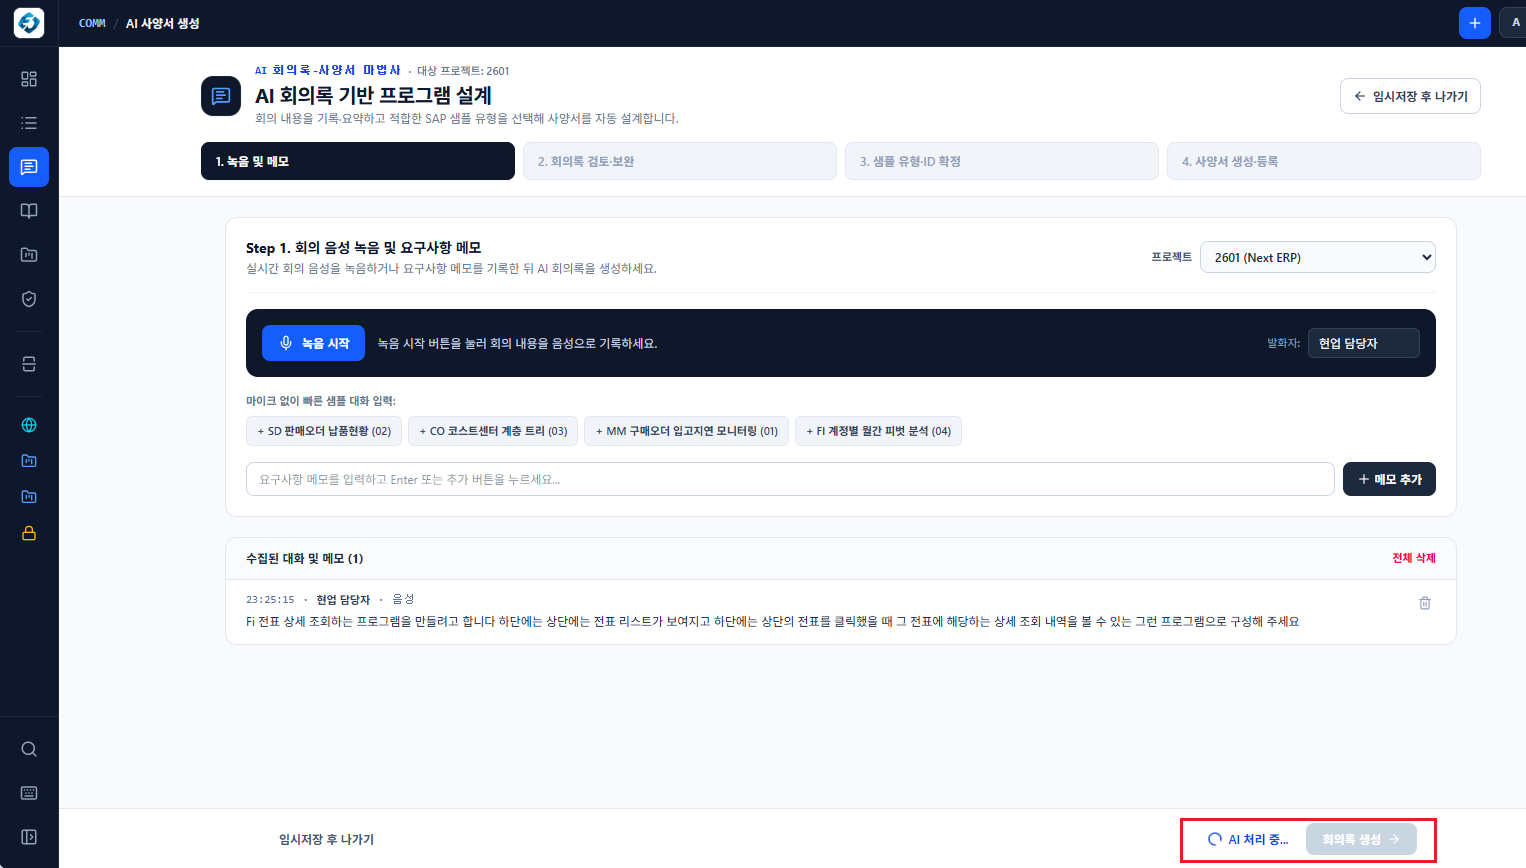 COMM / AI 사양서 생성
+
A
AI 회의록-사양서 마법사 · 대상 프로젝트: 2601
AI 회의록 기반 프로그램 설계
회의 내용을 기록·요약하고 적합한 SAP 샘플 유형을 선택해 사양서를 자동 설계합니다.
← 임시저장 후 나가기
1. 녹음 및 메모
2. 회의록 검토·보완
3. 샘플 유형·ID 확정
4. 사양서 생성·등록
Step 1. 회의 음성 녹음 및 요구사항 메모
실시간 회의 음성을 녹음하거나 요구사항 메모를 기록한 뒤 AI 회의록을 생성하세요.
프로젝트
2601 (Next ERP)
녹음 시작
녹음 시작 버튼을 눌러 회의 내용을 음성으로 기록하세요.
발화자:
현업 담당자
마이크 없이 빠른 샘플 대화 입력:
+ SD 판매오더 납품현황 (02)
+ CO 코스트센터 계층 트리 (03)
+ MM 구매오더 입고지연 모니터링 (01)
+ FI 계정별 월간 피벗 분석 (04)
요구사항 메모를 입력하고 Enter 또는 추가 버튼을 누르세요...
+ 메모 추가
수집된 대화 및 메모 (1)
전체 삭제
23:25:15 · 현업 담당자 · 음성
Fi 전표 상세 조회하는 프로그램을 만들려고 합니다 하단에는 상단에는 전표 리스트가 보여지고 하단에는 상단의 전표를 클릭했을 때 그 전표에 해당하는 상세 조회 내역을 볼 수 있는 그런 프로그램으로 구성해 주세요
임시저장 후 나가기
AI 처리 중...
회의록 생성 →